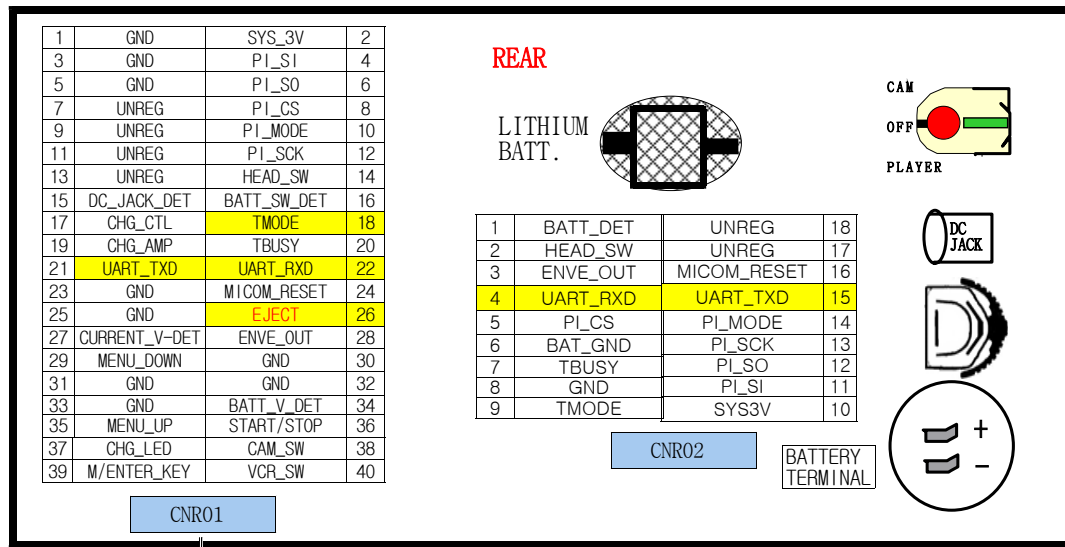 1 GND SYS_3V 2
3 GND PI_SI 4
5 GND PI_SO 6
7 UNREG PI_CS 8
9 UNREG PI_MODE 10
11 UNREG PI_SCK 12
13 UNREG HEAD_SW 14
15 DC_JACK_DET BATT_SW_DET 16
17 CHG_CTL TMODE 18
19 CHG_AMP TBUSY 20
21 UART_TXD UART_RXD 22
23 GND MICOM_RESET 24
25 GND EJECT 26
27 CURRENT_V-DET ENVE_OUT 28
29 MENU_DOWN GND 30
31 GND GND 32
33 GND BATT_V_DET 34
35 MENU_UP START/STOP 36
37 CHG_LED CAM_SW 38
39 M/ENTER_KEY VCR_SW 40
CNR01
REAR
LITHIUM
BATT.
CAM
OFF
PLAYER
1 BATT_DET UNREG 18
2 HEAD_SW UNREG 17
3 ENVE_OUT MICOM_RESET 16
4 UART_RXD UART_TXD 15
5 PI_CS PI_MODE 14
6 BAT_GND PI_SCK 13
7 TBUSY PI_SO 12
8 GND PI_SI 11
9 TMODE SYS3V 10
CNR02
DC
JACK
BATTERY
TERMINAL
+
-